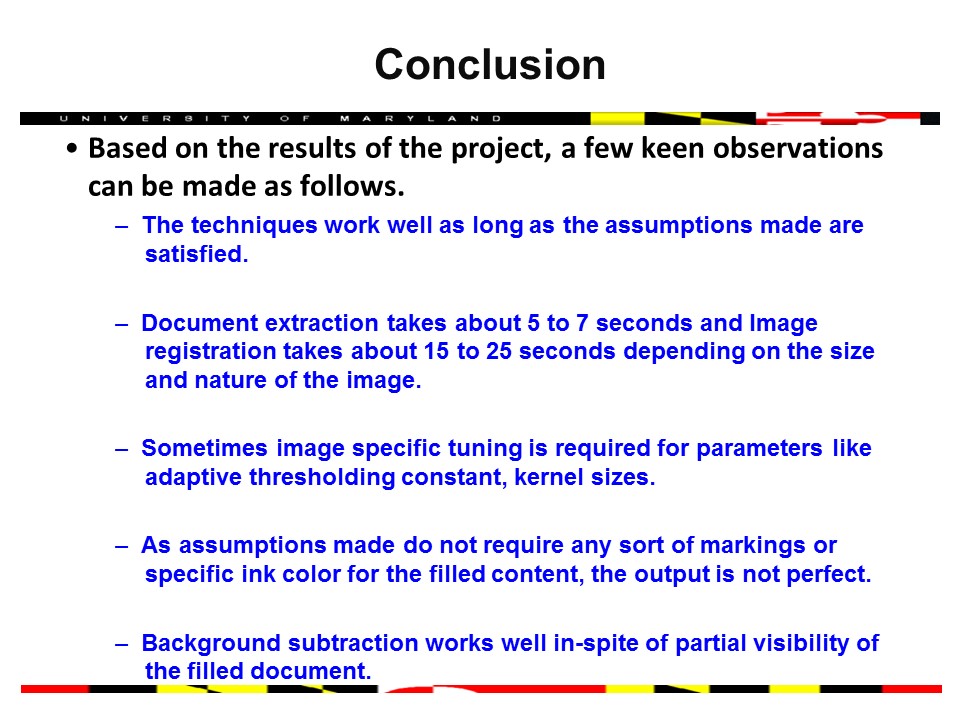 Conclusion
UNIVERSITY OF MARYLAND
• Based on the results of the project, a few keen observations
can be made as follows.
– The techniques work well as long as the assumptions made are
satisfied.
– Document extraction takes about 5 to 7 seconds and Image
registration takes about 15 to 25 seconds depending on the size
and nature of the image.
– Sometimes image specific tuning is required for parameters like
adaptive thresholding constant, kernel sizes.
– As assumptions made do not require any sort of markings or
specific ink color for the filled content, the output is not perfect.
– Background subtraction works well in-spite of partial visibility of
the filled document.